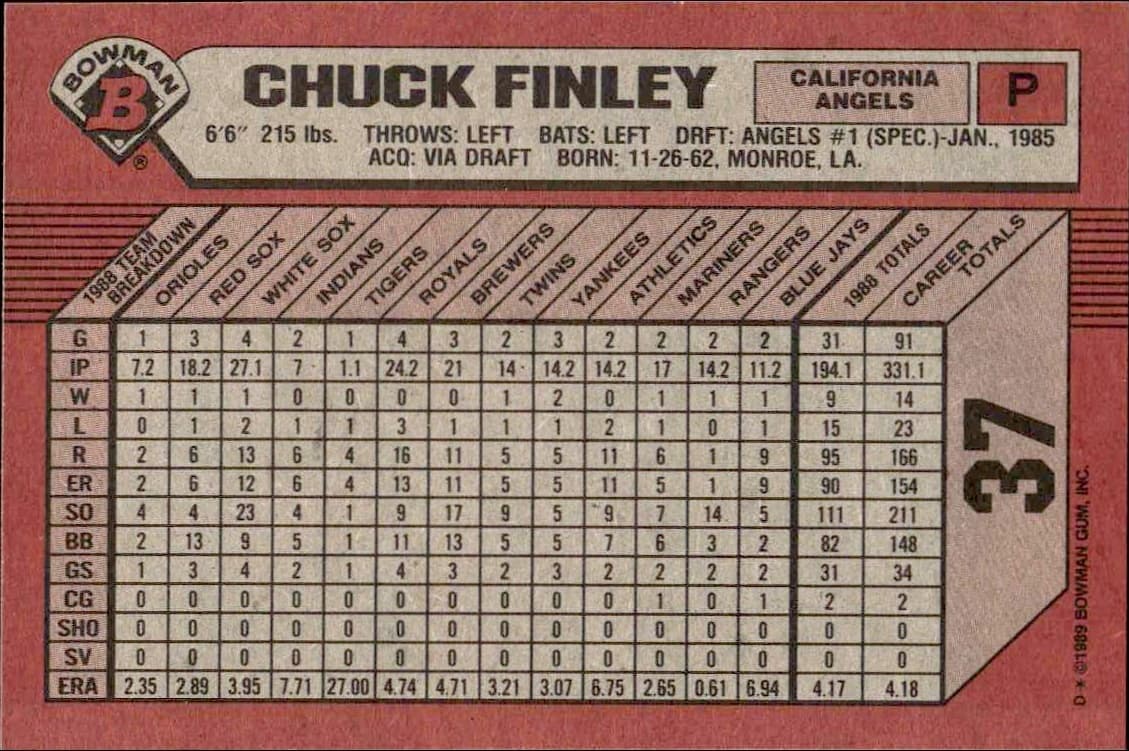 BOWMAN
B
®
CHUCK FINLEY
CALIFORNIA
ANGELS
P
6'6" 215 lbs. THROWS: LEFT BATS: LEFT DRFT: ANGELS #1 (SPEC.)-JAN., 1985
ACQ: VIA DRAFT BORN: 11-26-62, MONROE, LA.
1988 TEAM
BREAKDOWN
ORIOLES
RED SOX
WHITE SOX
INDIANS
TIGERS
ROYALS
BREWERS
TWINS
YANKEES
ATHLETICS
MARINERS
RANGERS
BLUE JAYS
1988 TOTALS
CAREER
TOTALS
G 1 3 4 2 1 4 3 2 3 2 2 2 2 31 91
IP 7.2 18.2 27.1 7 1.1 24.2 21 14 14.2 14.2 17 14.2 11.2 194.1 331.1
W 1 1 1 0 0 0 0 1 2 0 1 1 1 9 14
L 0 1 2 1 1 3 1 1 1 2 1 0 1 15 23
R 2 6 13 6 4 16 11 5 5 11 6 1 9 95 166
ER 2 6 12 6 4 13 11 5 5 11 5 1 9 90 154
SO 4 4 23 4 1 9 17 9 5 9 7 14 5 111 211
BB 2 13 9 5 1 11 13 5 5 7 6 3 2 82 148
GS 1 3 4 2 1 4 3 2 3 2 2 2 2 31 34
CG 0 0 0 0 0 0 0 0 0 0 1 0 1 2 2
SHO 0 0 0 0 0 0 0 0 0 0 0 0 0 0 0
SV 0 0 0 0 0 0 0 0 0 0 0 0 0 0 0
ERA 2.35 2.89 3.95 7.71 27.00 4.74 4.71 3.21 3.07 6.75 2.65 0.61 6.94 4.17 4.18
37
D * ©1989 BOWMAN GUM, INC.